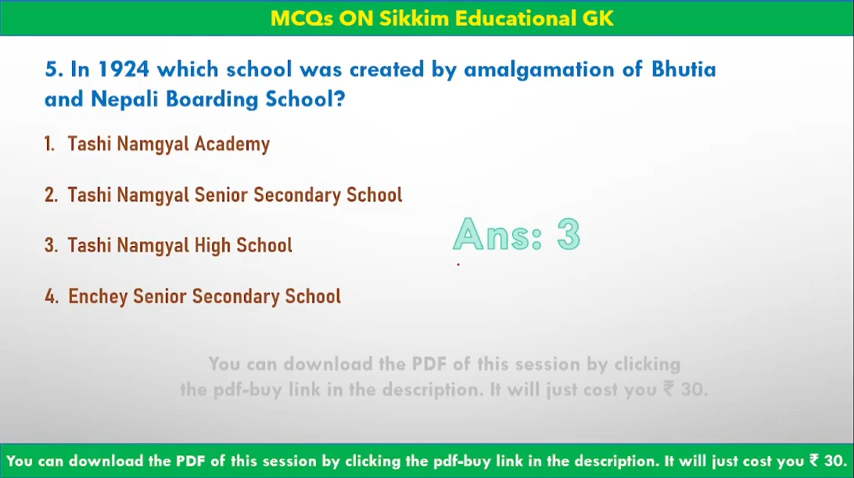 MCQs ON Sikkim Educational GK
5. In 1924 which school was created by amalgamation of Bhutia
and Nepali Boarding School?
1. Tashi Namgyal Academy
2. Tashi Namgyal Senior Secondary School
3. Tashi Namgyal High School
Ans: 3
4. Enchey Senior Secondary School
You can download the PDF of this session by clicking
the pdf-buy link in the description. It will just cost you ₹ 30.
You can download the PDF of this session by clicking the pdf-buy link in the description. It will just cost you ₹ 30.